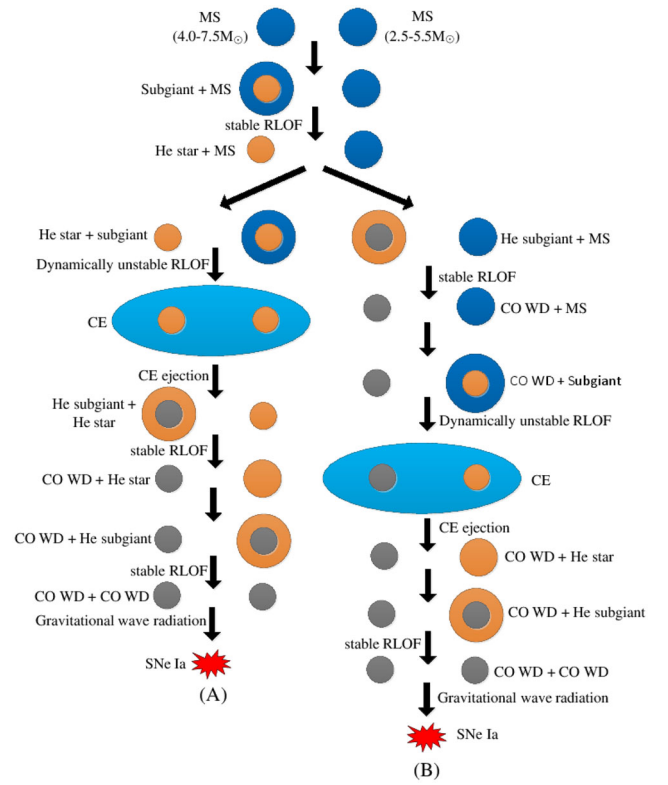 MS
(4.0-7.5M☉)
MS
(2.5-5.5M☉)
Subgiant + MS
stable RLOF
He star + MS
He star + subgiant
Dynamically unstable RLOF
CE
CE ejection
He subgiant +
He star
stable RLOF
CO WD + He star
CO WD + He subgiant
stable RLOF
CO WD + CO WD
Gravitational wave radiation
SNe Ia
(A)
He subgiant + MS
stable RLOF
CO WD + MS
CO WD + Subgiant
Dynamically unstable RLOF
CE
CE ejection
CO WD + He star
CO WD + He subgiant
stable RLOF
CO WD + CO WD
Gravitational wave radiation
SNe Ia
(B)